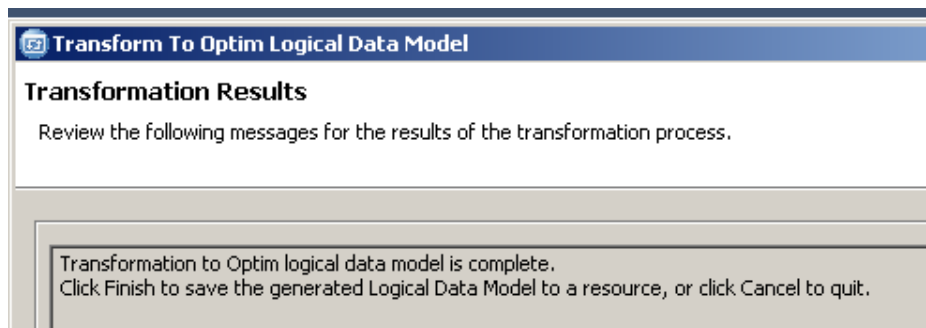 Transform To Optim Logical Data Model
Transformation Results
Review the following messages for the results of the transformation process.
Transformation to Optim logical data model is complete.
Click Finish to save the generated Logical Data Model to a resource, or click Cancel to quit.